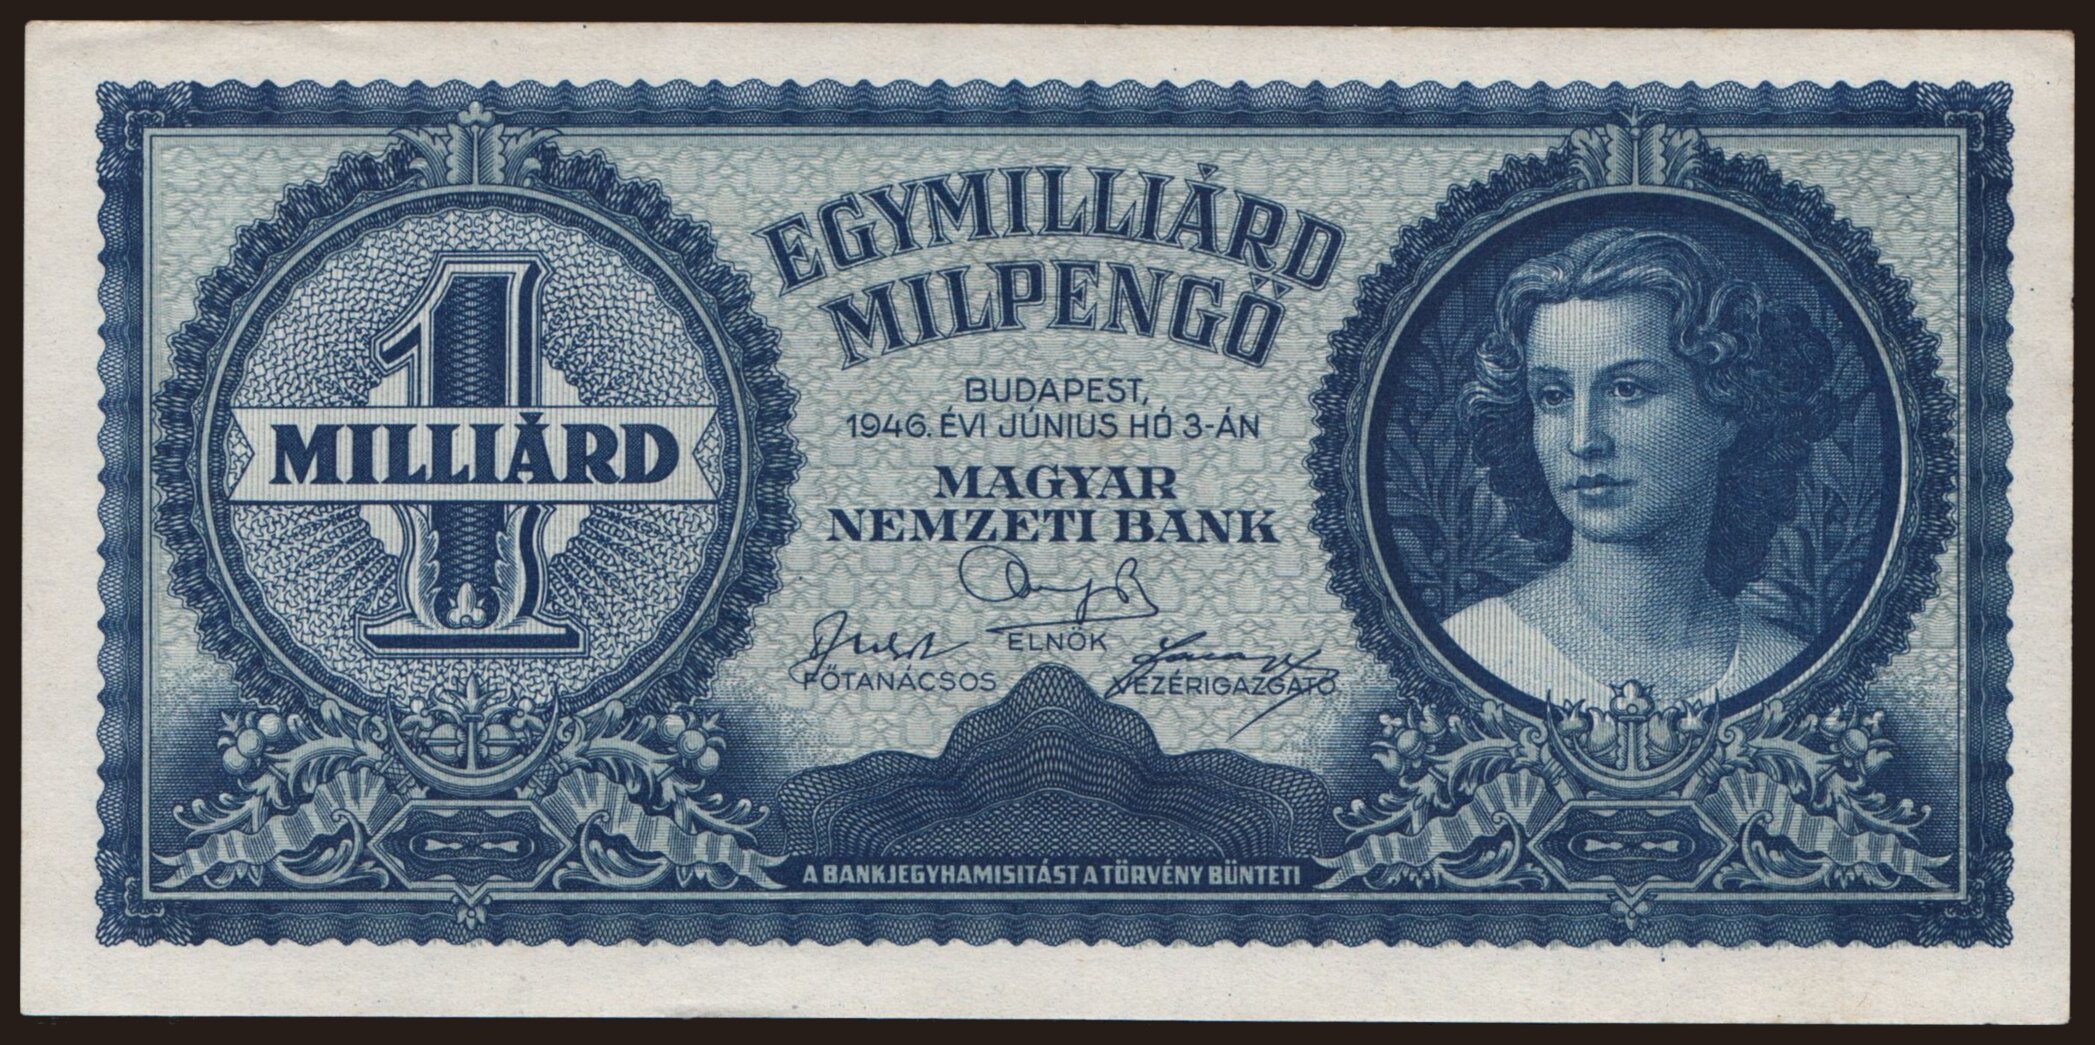 1
MILLIÁRD
EGYMILLIÁRD
MILPENGŐ
BUDAPEST,
1946. ÉVI JÚNIUS HÓ 3-ÁN
MAGYAR
NEMZETI BANK
ELNÖK
FŐTANÁCSOS
VEZÉRIGAZGATÓ
A BANKJEGYHAMISITÁST A TÖRVÉNY BÜNTETI